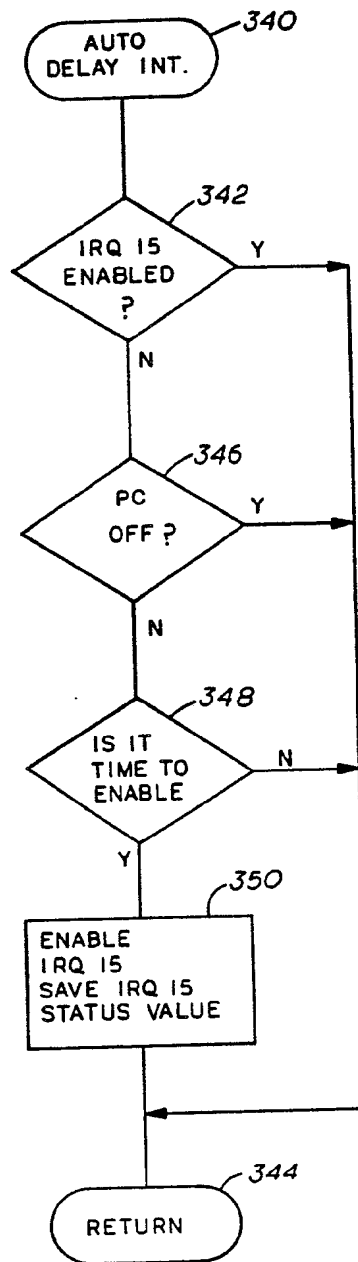 AUTO
DELAY INT.
340
342
IRQ 15
ENABLED
?
Y
N
346
PC
OFF ?
Y
N
348
IS IT
TIME TO
ENABLE
N
Y
350
ENABLE
IRQ 15
SAVE IRQ 15
STATUS VALUE
344
RETURN